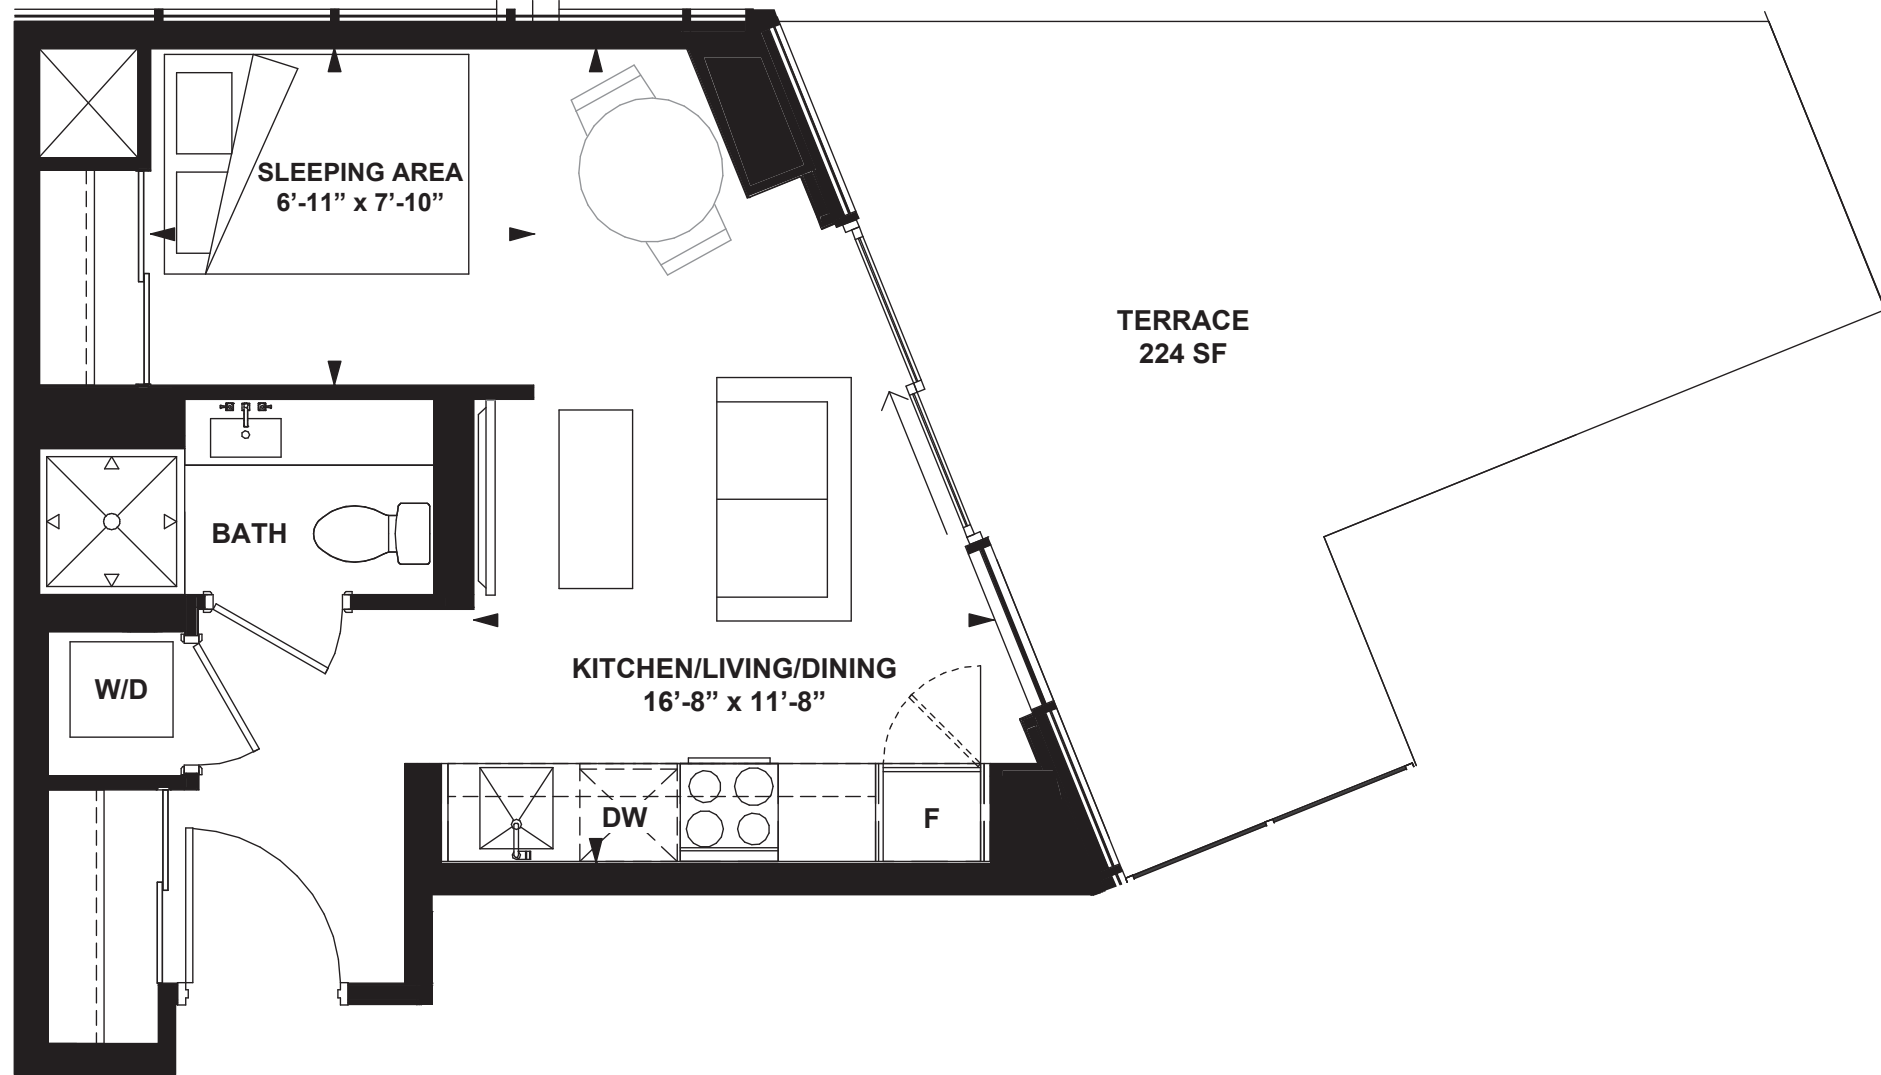 SLEEPING AREA
6’-11” x 7’-10”
TERRACE
224 SF
BATH
W/D
KITCHEN/LIVING/DINING
16’-8” x 11’-8”
DW
F